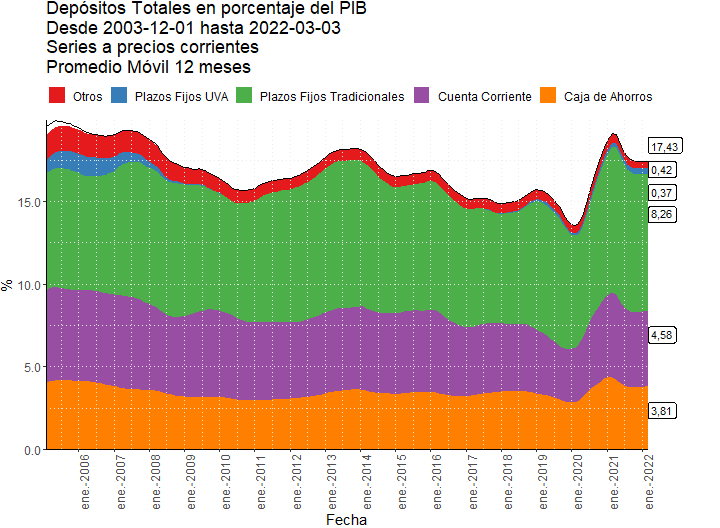 Depósitos Totales en porcentaje del PIB
Desde 2003-12-01 hasta 2022-03-03
Series a precios corrientes
Promedio Móvil 12 meses
Otros Plazos Fijos UVA Plazos Fijos Tradicionales Cuenta Corriente Caja de Ahorros
%
15.0
10.0
5.0
0.0
17,43
0,42
0,37
8,26
4,58
3,81
ene.-2006
ene.-2007
ene.-2008
ene.-2009
ene.-2010
ene.-2011
ene.-2012
ene.-2013
ene.-2014
ene.-2015
ene.-2016
ene.-2017
ene.-2018
ene.-2019
ene.-2020
ene.-2021
ene.-2022
Fecha